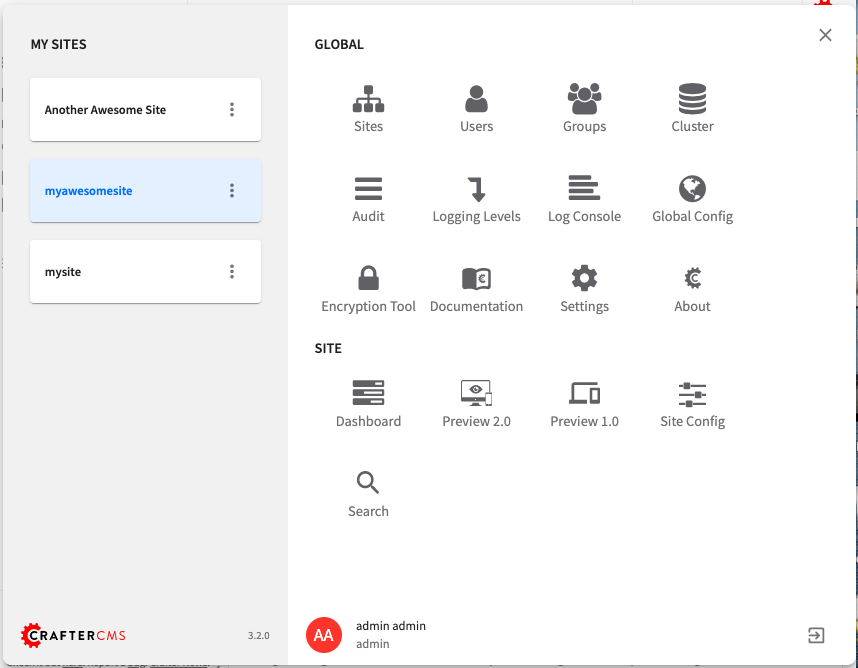 MY SITES
Another Awesome Site
myawesomesite
mysite
CRAFTERCMS
3.2.0
GLOBAL
Sites
Users
Groups
Cluster
Audit
Logging Levels
Log Console
Global Config
Encryption Tool
Documentation
Settings
About
SITE
Dashboard
Preview 2.0
Preview 1.0
Site Config
Search
AA
admin admin
admin